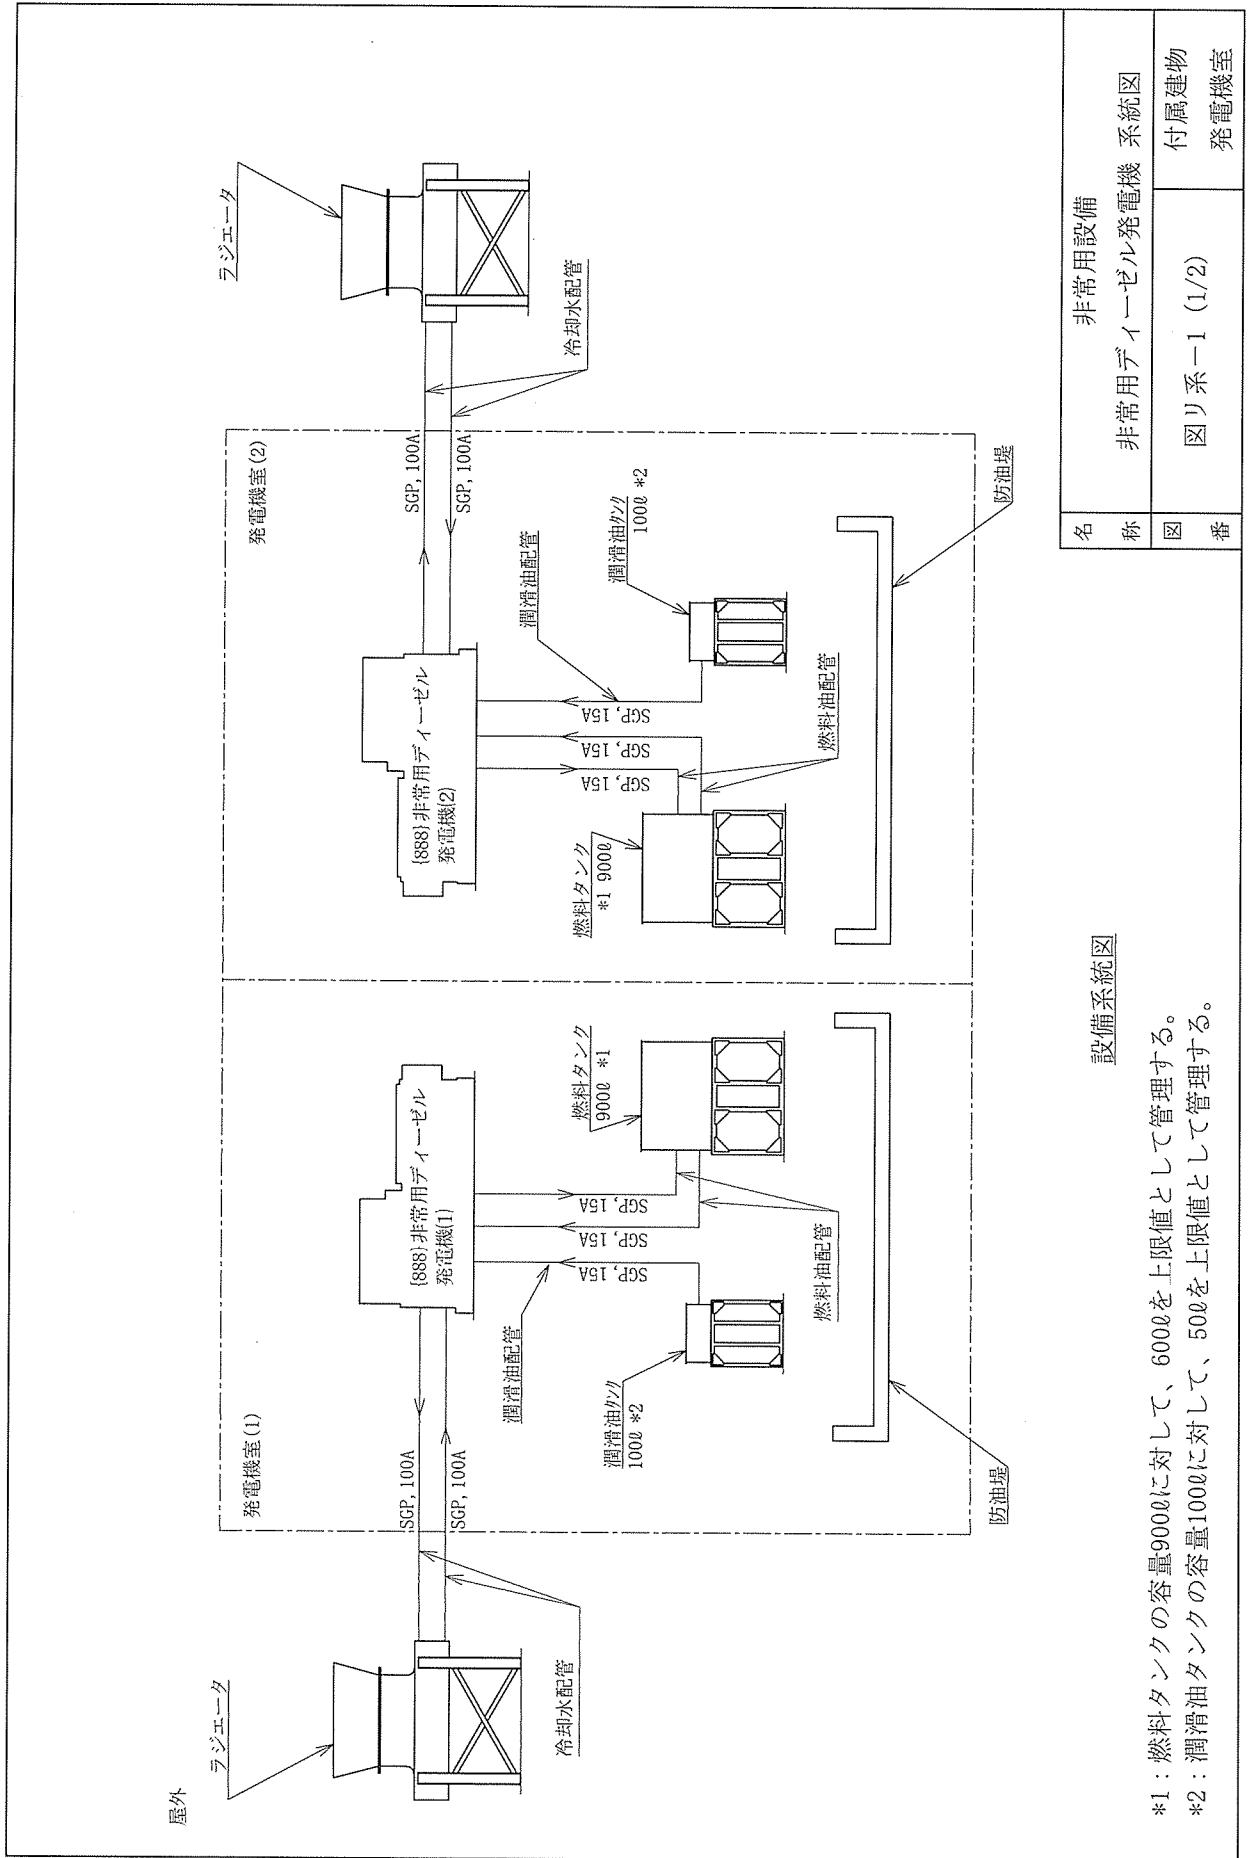 屋外
ラジエータ
冷却水配管
SGP, 100A
SGP, 100A
発電機室(1)
{888}非常用ディーゼル
発電機(1)
潤滑油配管
SGP, 15A
SGP, 15A
SGP, 15A
潤滑油タンク
100ℓ *2
燃料タンク
900ℓ *1
燃料油配管
防油堤
発電機室(2)
{888}非常用ディーゼル
発電機(2)
SGP, 100A
SGP, 100A
ラジエータ
冷却水配管
SGP, 15A
SGP, 15A
SGP, 15A
潤滑油配管
燃料タンク
*1 900ℓ
潤滑油タンク
100ℓ *2
燃料油配管
防油堤
設備系統図
*1：燃料タンクの容量900ℓに対して、600ℓを上限値として管理する。
*2：潤滑油タンクの容量100ℓに対して、50ℓを上限値として管理する。
名称
非常用設備
非常用ディーゼル発電機 系統図
図番
図リ系－1 (1/2)
付属建物
発電機室